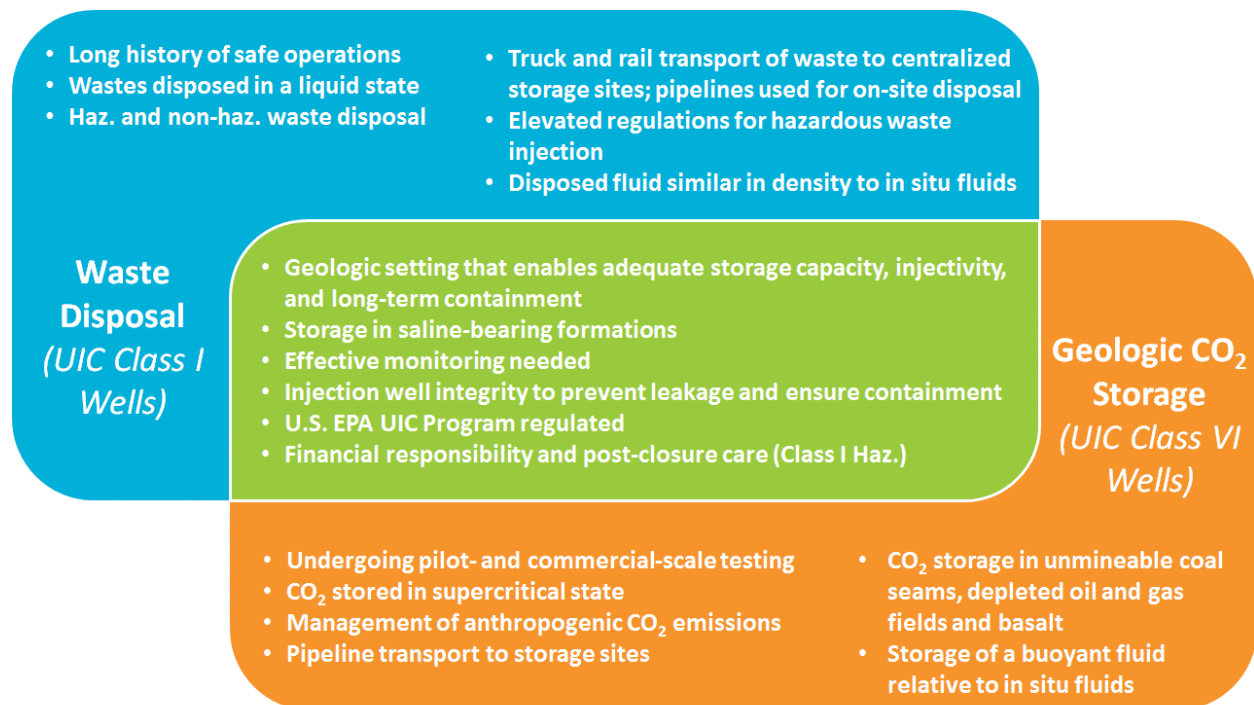 • Long history of safe operations
• Wastes disposed in a liquid state
• Haz. and non-haz. waste disposal
• Truck and rail transport of waste to centralized
storage sites; pipelines used for on-site disposal
• Elevated regulations for hazardous waste
injection
• Disposed fluid similar in density to in situ fluids
Waste
Disposal
(UIC Class I
Wells)
• Geologic setting that enables adequate storage capacity, injectivity,
and long-term containment
• Storage in saline-bearing formations
• Effective monitoring needed
• Injection well integrity to prevent leakage and ensure containment
• U.S. EPA UIC Program regulated
• Financial responsibility and post-closure care (Class I Haz.)
Geologic CO₂
Storage
(UIC Class VI
Wells)
• Undergoing pilot- and commercial-scale testing
• CO₂ stored in supercritical state
• Management of anthropogenic CO₂ emissions
• Pipeline transport to storage sites
• CO₂ storage in unmineable coal
seams, depleted oil and gas
fields and basalt
• Storage of a buoyant fluid
relative to in situ fluids